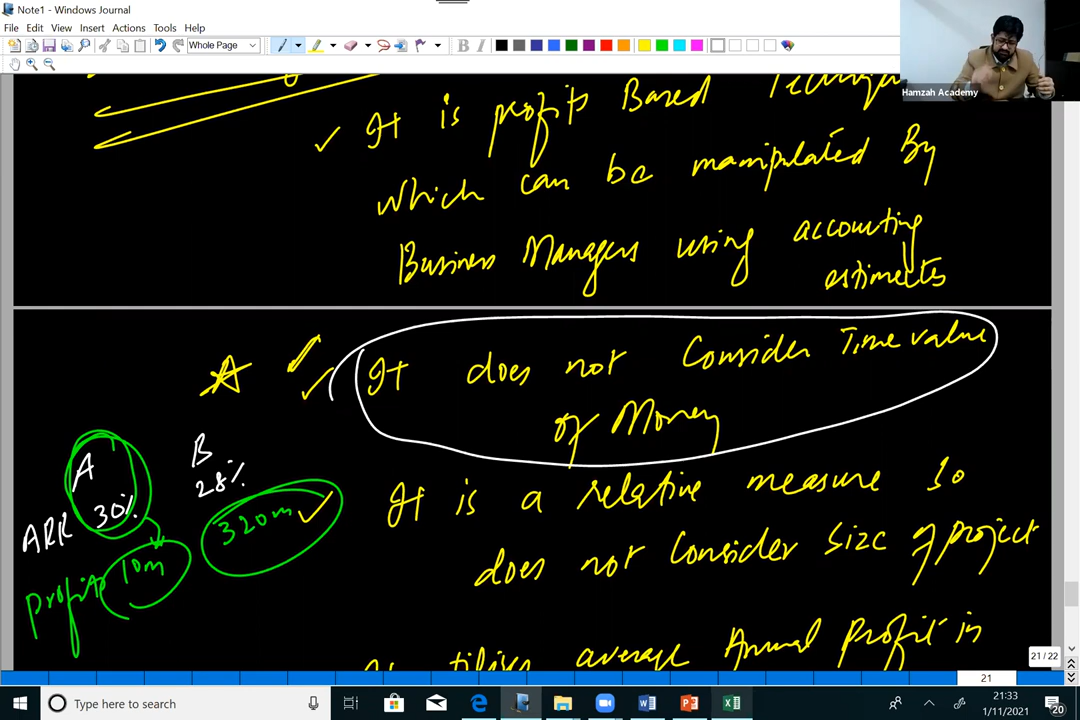 Note1 - Windows Journal
File Edit View Insert Actions Tools Help
Whole Page
Hamzah Academy
It is profits Based
which can be manipulated By
Business Managers using accounting
estimates
It does not Consider Time value
of Money
A B
ARR 30% 28%
profits 10m 320m
It is a relative measure so
does not Consider size of project
average Annual profit in
21 / 22
21
Type here to search
21:33
1/11/2021
20